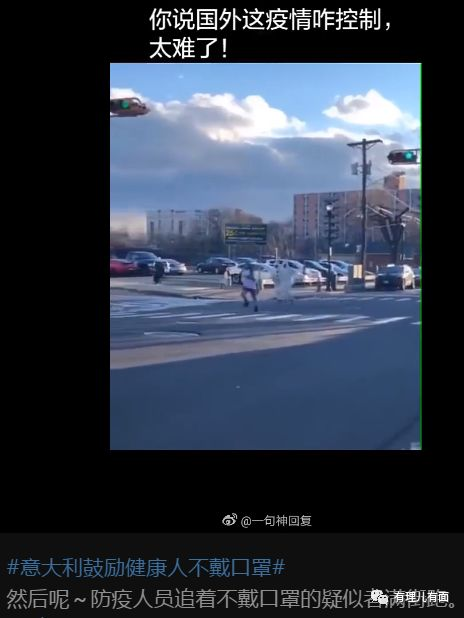 你说国外这疫情咋控制，
太难了！
@一句神回复
#意大利鼓励健康人不戴口罩#
然后呢～防疫人员追着不戴口罩的疑似者满街跑。
有理儿有面